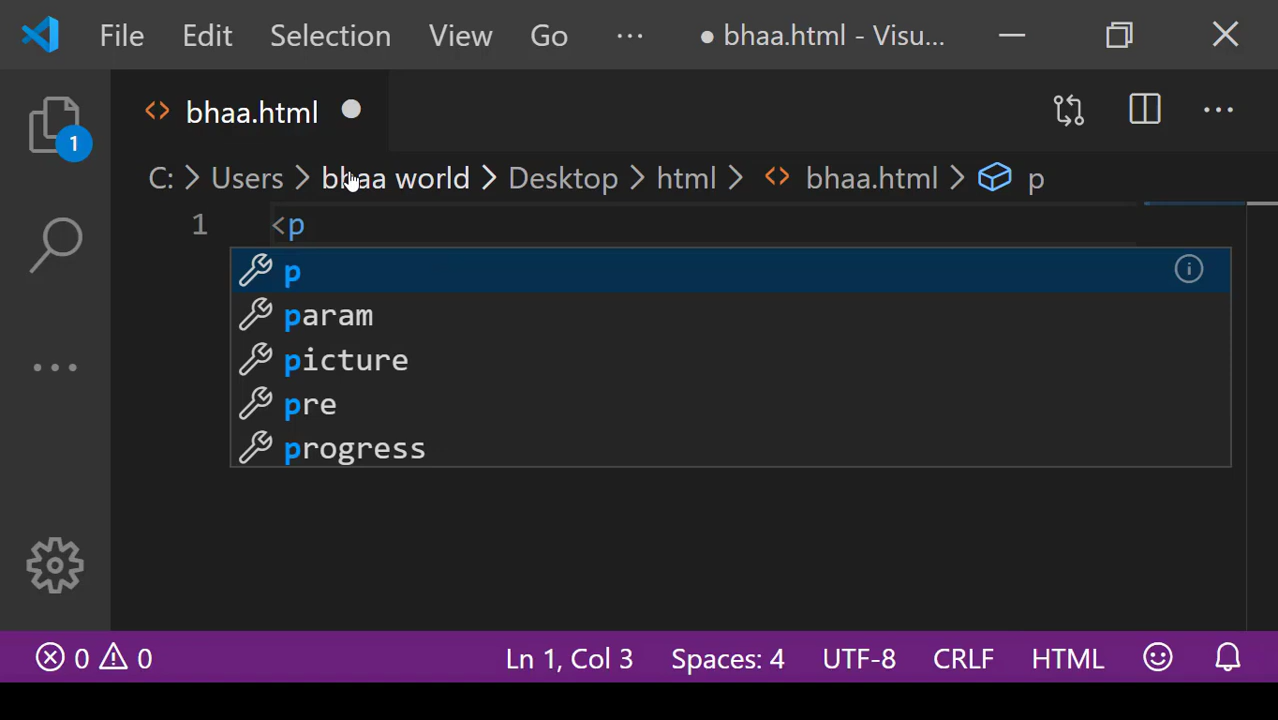 File Edit Selection View Go ··· ● bhaa.html - Visu...
bhaa.html
1
C: > Users > bhaa world > Desktop > html > bhaa.html > p
1 <p
p
param
picture
pre
progress
0 0 Ln 1, Col 3 Spaces: 4 UTF-8 CRLF HTML